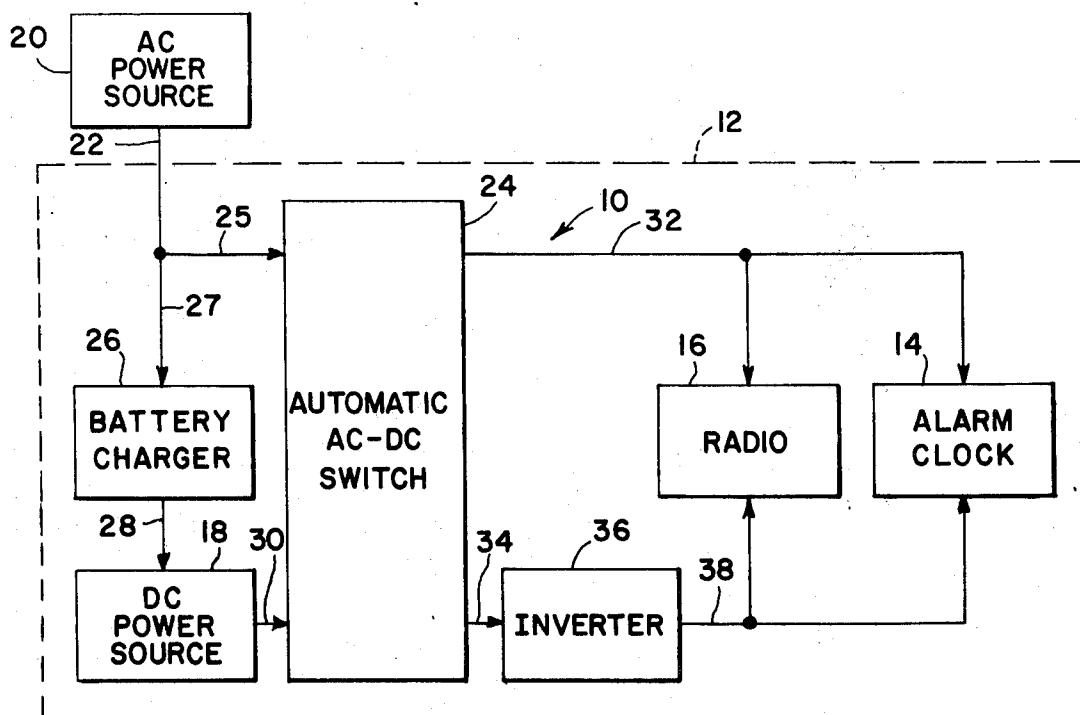 20
AC
POWER
SOURCE
22
12
24
10
25
32
27
26
16
14
BATTERY
CHARGER
AUTOMATIC
AC-DC
SWITCH
RADIO
ALARM
CLOCK
28
18
30
34
36
38
DC
POWER
SOURCE
INVERTER